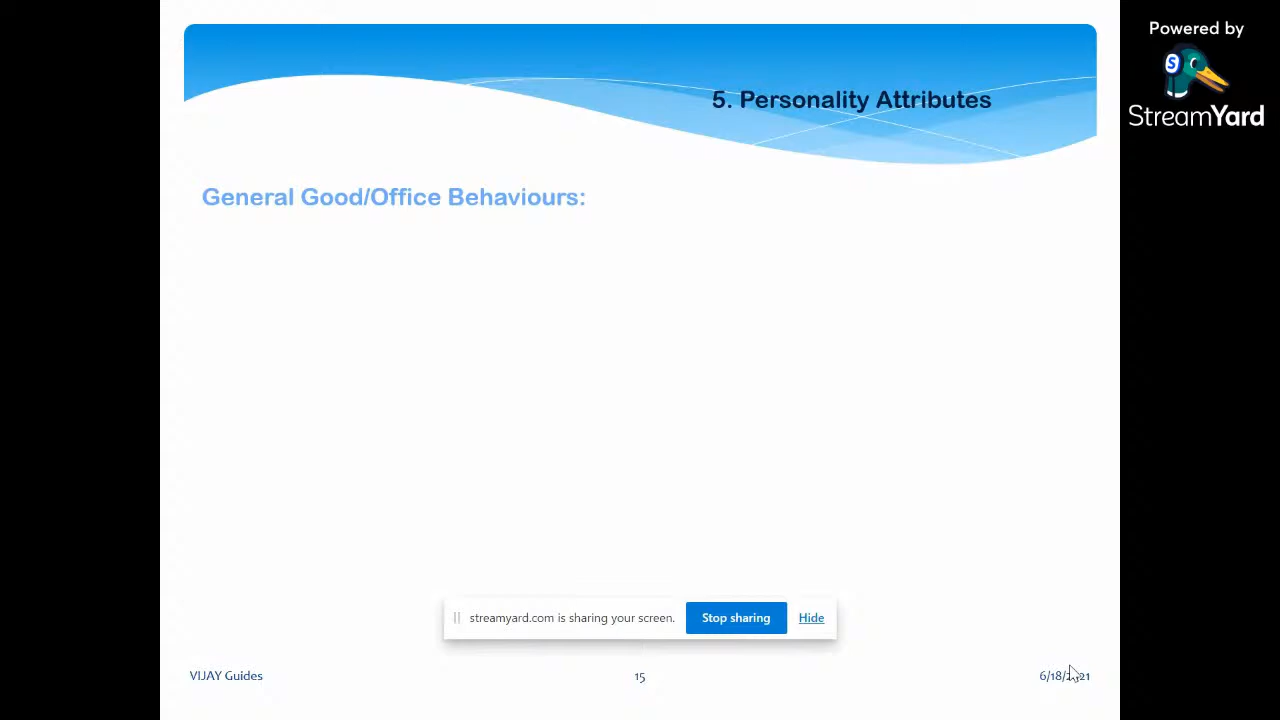 Powered by
StreamYard
5. Personality Attributes
General Good/Office Behaviours:
streamyard.com is sharing your screen.
Stop sharing
Hide
VIJAY Guides
15